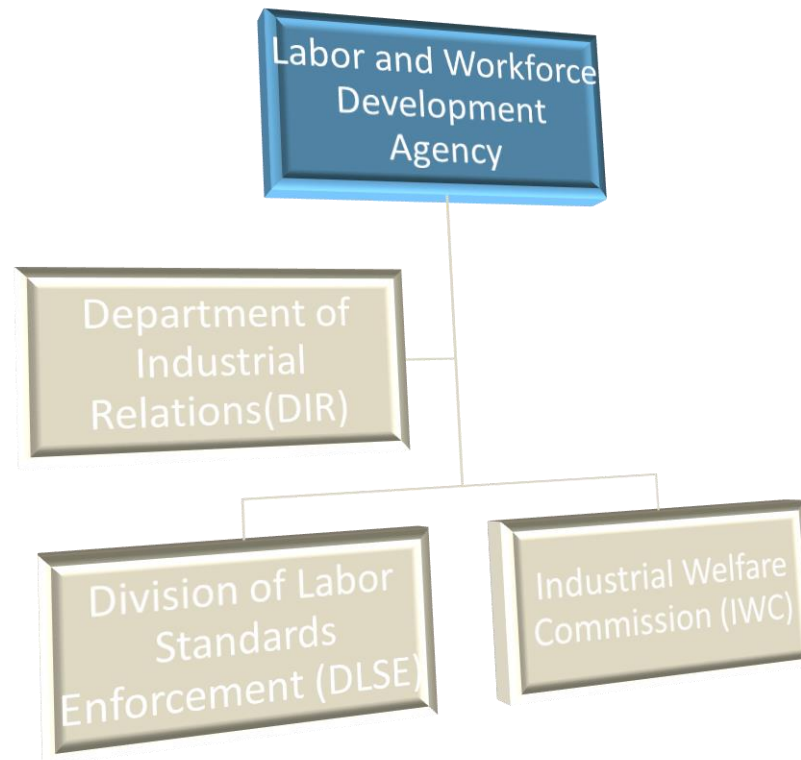 Labor and Workforce
Development
Agency
Department of
Industrial
Relations(DIR)
Division of Labor
Standards
Enforcement (DLSE)
Industrial Welfare
Commission (IWC)